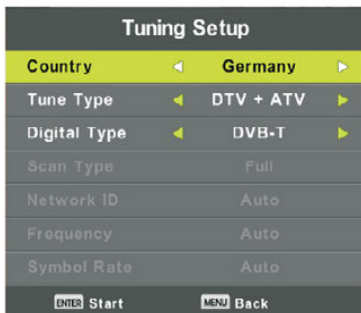 Tuning Setup
Country Germany
Tune Type DTV + ATV
Digital Type DVB-T
Scan Type Full
Network ID Auto
Frequency Auto
Symbol Rate Auto
ENTER Start MENU Back